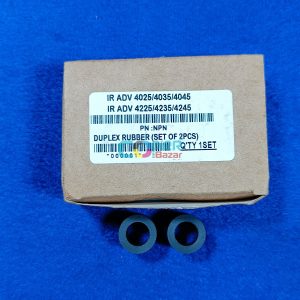 IR ADV 4025/4035/4045
IR ADV 4225/4235/4245
PN :NPN
DUPLEX RUBBER (SET OF 2PCS)
Q'TY 1SET
Bazar